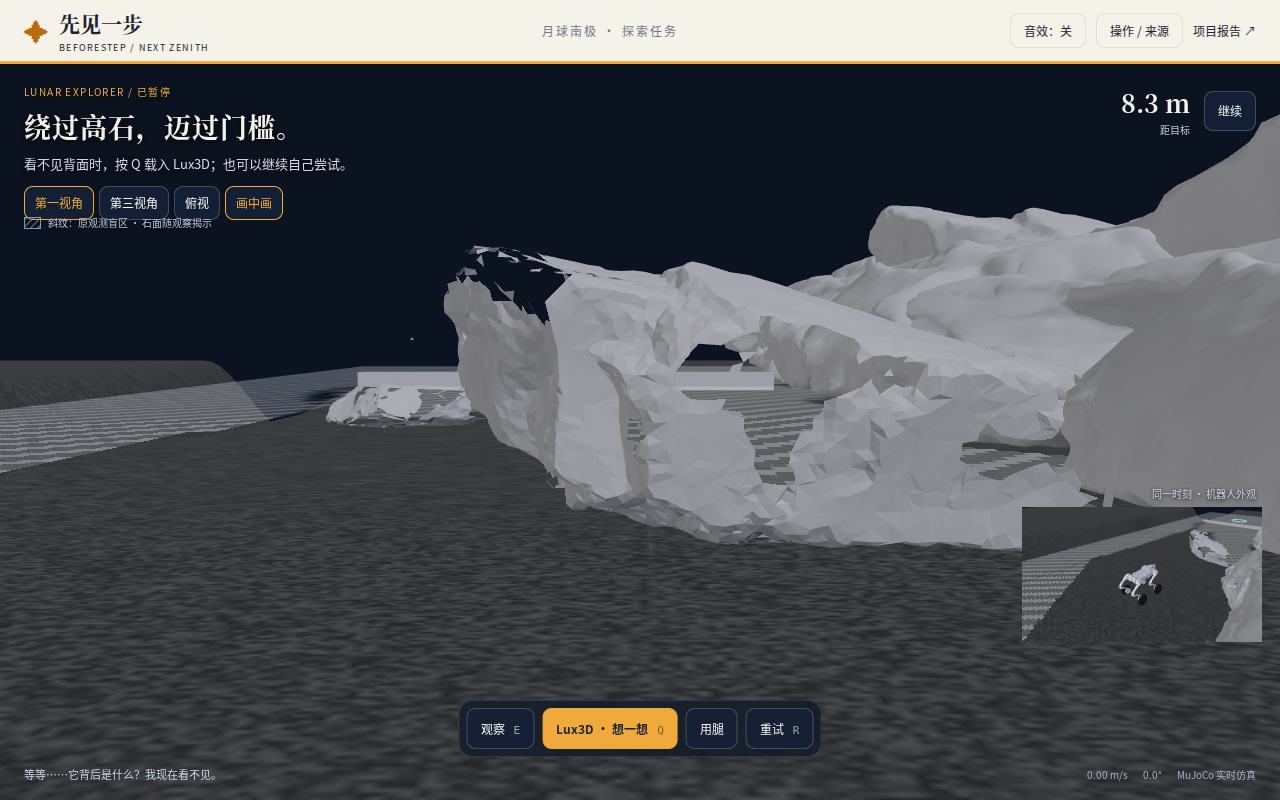 先见一步
BEFORESTEP / NEXT ZENITH
月球南极 · 探索任务
音效：关
操作 / 来源
项目报告 ↗
LUNAR EXPLORER / 已暂停
绕过高石，迈过门槛。
看不见背面时，按 Q 载入 Lux3D；也可以继续自己尝试。
第一视角
第三视角
俯视
画中画
斜纹：原观测盲区 · 石面随观察揭示
8.3 m
距目标
继续
同一时刻 · 机器人外观
观察 E
Lux3D · 想一想 Q
用腿
重试 R
等等……它背后是什么？我现在看不见。
0.00 m/s
0.0°
MuJoCo 实时仿真